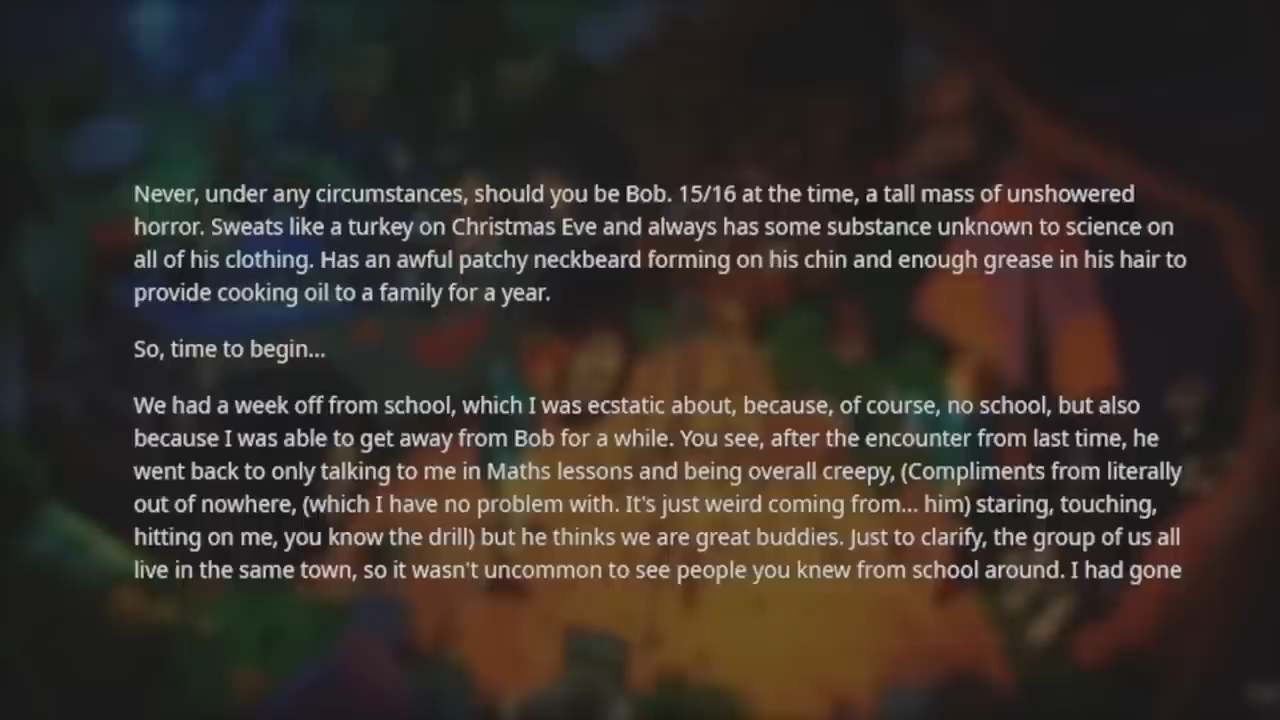 Never, under any circumstances, should you be Bob. 15/16 at the time, a tall mass of unshowered
horror. Sweats like a turkey on Christmas Eve and always has some substance unknown to science on
all of his clothing. Has an awful patchy neckbeard forming on his chin and enough grease in his hair to
provide cooking oil to a family for a year.
So, time to begin...
We had a week off from school, which I was ecstatic about, because, of course, no school, but also
because I was able to get away from Bob for a while. You see, after the encounter from last time, he
went back to only talking to me in Maths lessons and being overall creepy, (Compliments from literally
out of nowhere, (which I have no problem with. It's just weird coming from... him) staring, touching,
hitting on me, you know the drill) but he thinks we are great buddies. Just to clarify, the group of us all
live in the same town, so it wasn't uncommon to see people you knew from school around. I had gone